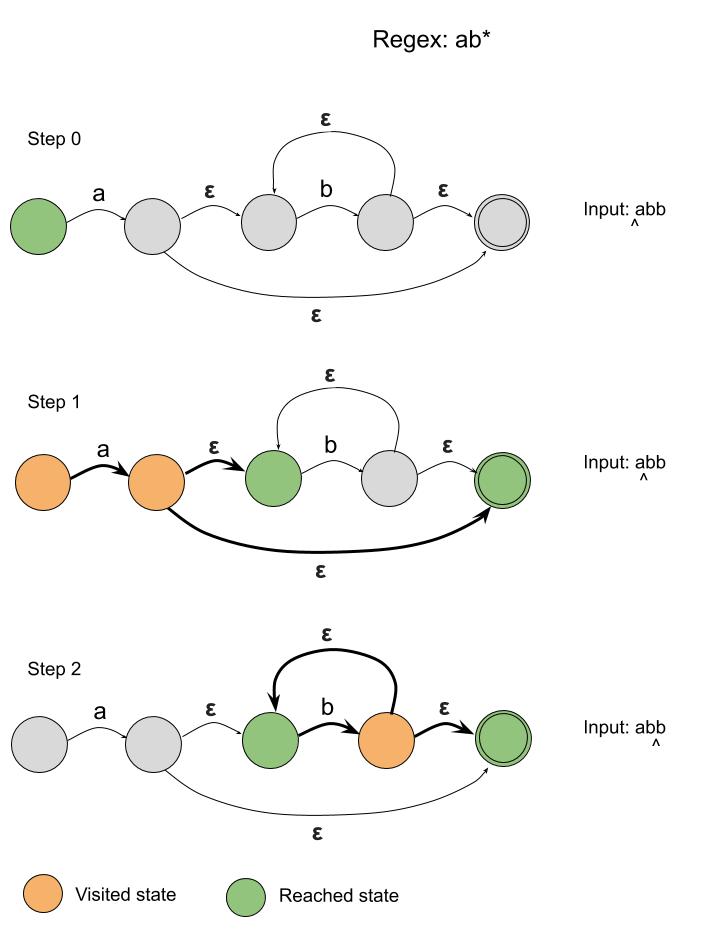 Regex: ab*
ε
Step 0
a
ε
b
ε
Input: abb
^
ε
ε
Step 1
a
ε
b
ε
Input: abb
^
ε
ε
Step 2
a
ε
b
ε
Input: abb
^
ε
Visited state
Reached state